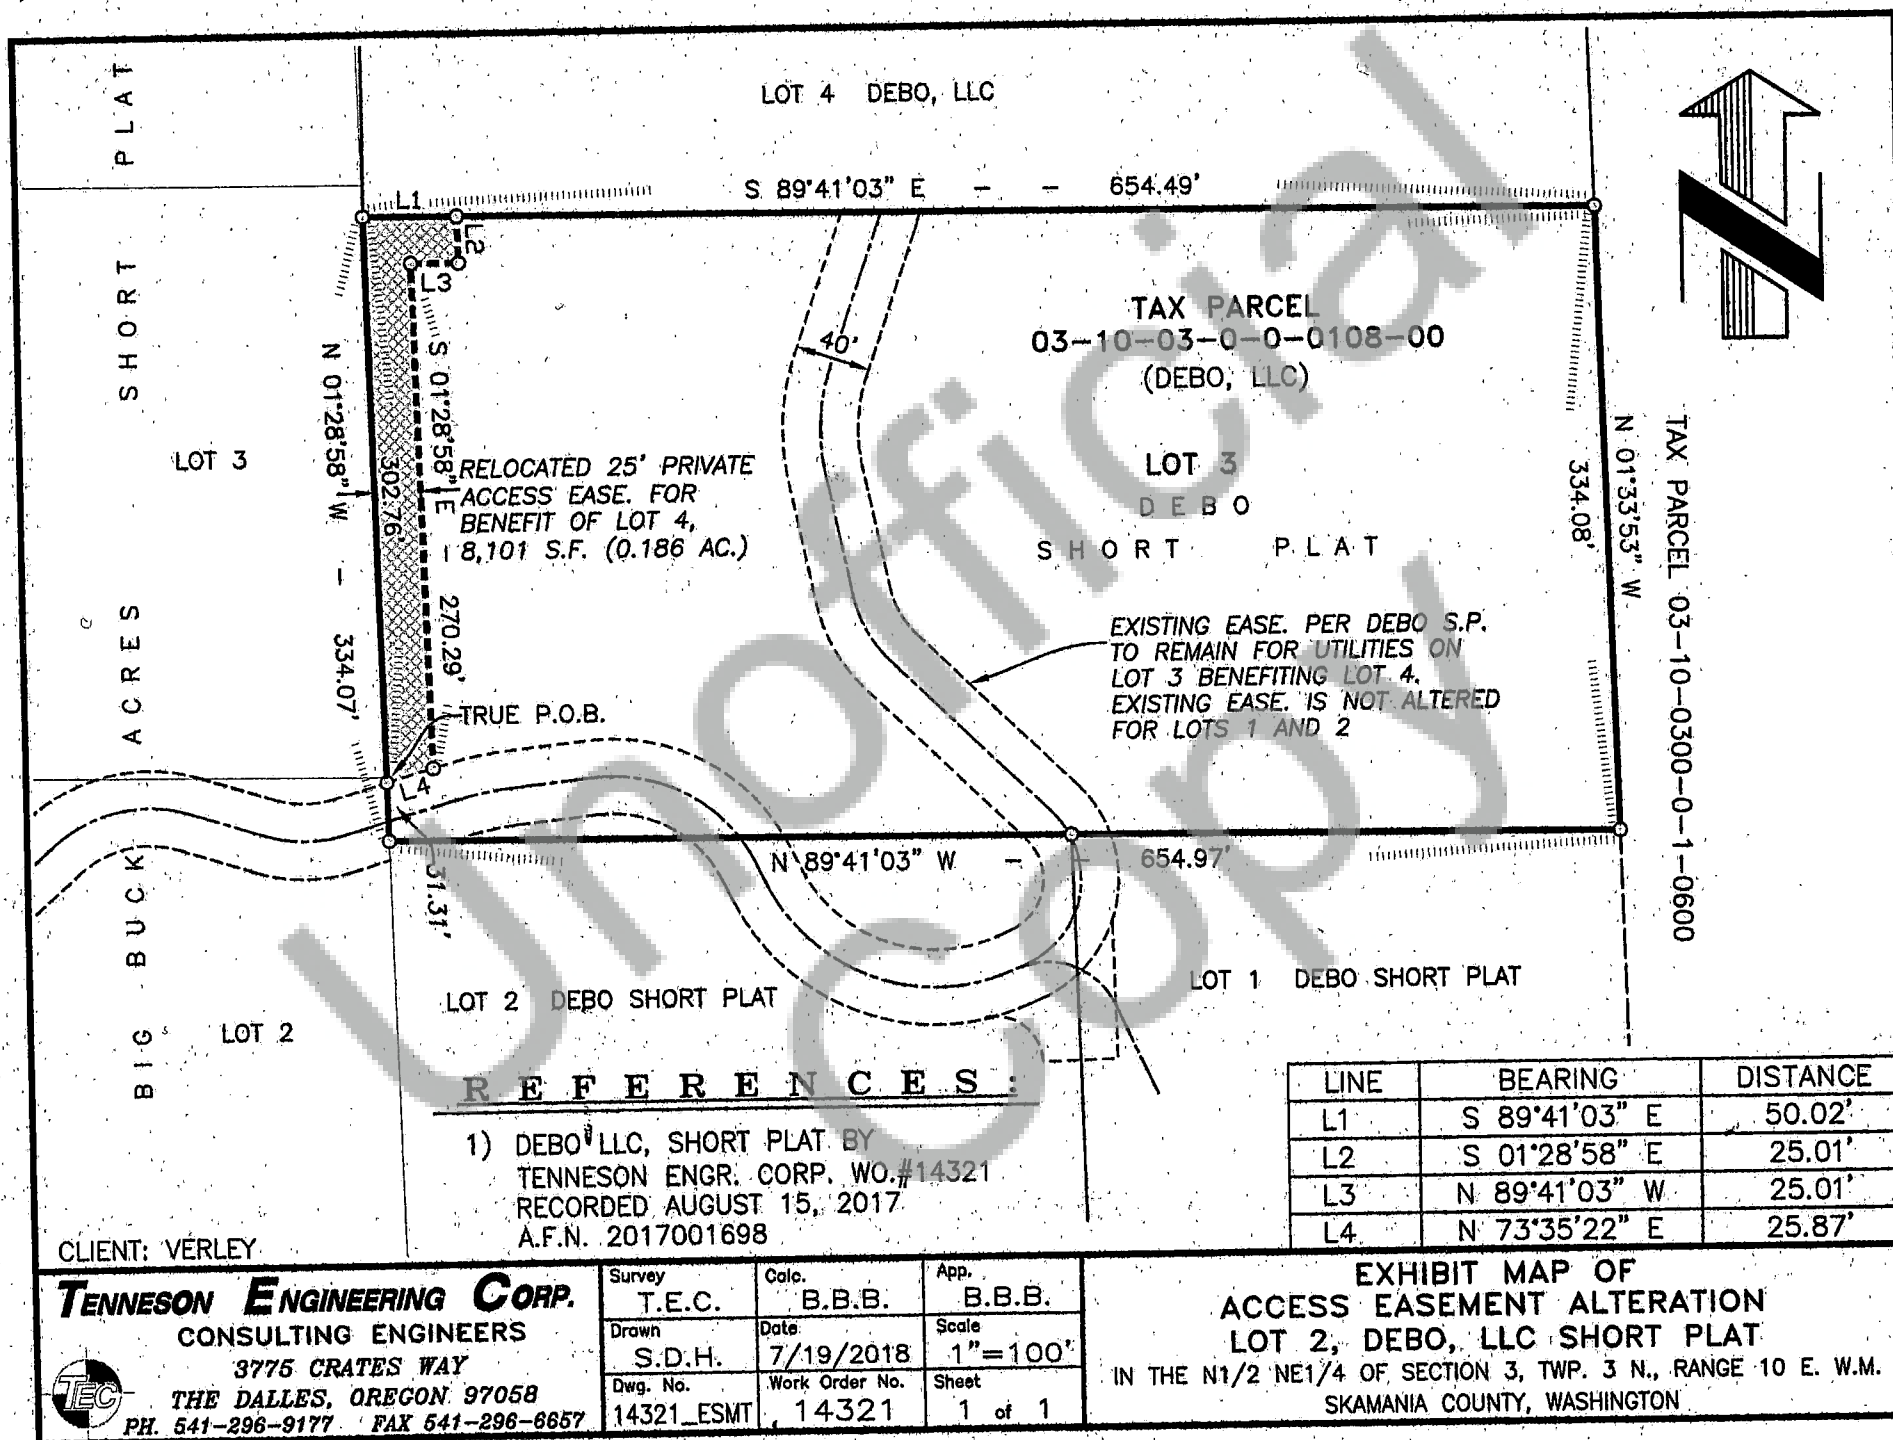 LOT 4 DEBO, LLC
S 89°41'03" E - - 654.49'
L1
L2
L3
BIG BUCK ACRES SHORT PLAT
LOT 3
N 01°28'58" W - 334.07'
302.76'
S 01°28'58" E - 270.29'
40'
TAX PARCEL
03-10-03-0-0-0108-00
(DEBO, LLC)
LOT 3
DEBO
SHORT PLAT
N 01°33'53" W
334.08'
TAX PARCEL 03-10-0300-0-1-0600
RELOCATED 25' PRIVATE
ACCESS EASE. FOR
BENEFIT OF LOT 4,
8,101 S.F. (0.186 AC.)
EXISTING EASE. PER DEBO S.P.
TO REMAIN FOR UTILITIES ON
LOT 3 BENEFITING LOT 4.
EXISTING EASE. IS NOT ALTERED
FOR LOTS 1 AND 2
TRUE P.O.B.
L4
31.31'
N 89°41'03" W - - 654.97'
LOT 2 DEBO SHORT PLAT
LOT 1 DEBO SHORT PLAT
LOT 2
Unofficial
Copy
REFERENCES:
1) DEBO LLC, SHORT PLAT BY
TENNESON ENGR. CORP. WO.#14321
RECORDED AUGUST 15, 2017
A.F.N. 2017001698
LINE BEARING DISTANCE
L1 S 89°41'03" E 50.02'
L2 S 01°28'58" E 25.01'
L3 N 89°41'03" W 25.01'
L4 N 73°35'22" E 25.87'
CLIENT: VERLEY
TENNESON ENGINEERING CORP.
CONSULTING ENGINEERS
3775 CRATES WAY
THE DALLES, OREGON 97058
PH. 541-296-9177 FAX 541-296-6657
TEC
Survey
T.E.C.
Calc.
B.B.B.
App.
B.B.B.
Drawn
S.D.H.
Date
7/19/2018
Scale
1"=100'
Dwg. No.
14321_ESMT
Work Order No.
14321
Sheet
1 of 1
EXHIBIT MAP OF
ACCESS EASEMENT ALTERATION
LOT 2, DEBO, LLC SHORT PLAT
IN THE N1/2 NE1/4 OF SECTION 3, TWP. 3 N., RANGE 10 E. W.M.
SKAMANIA COUNTY, WASHINGTON